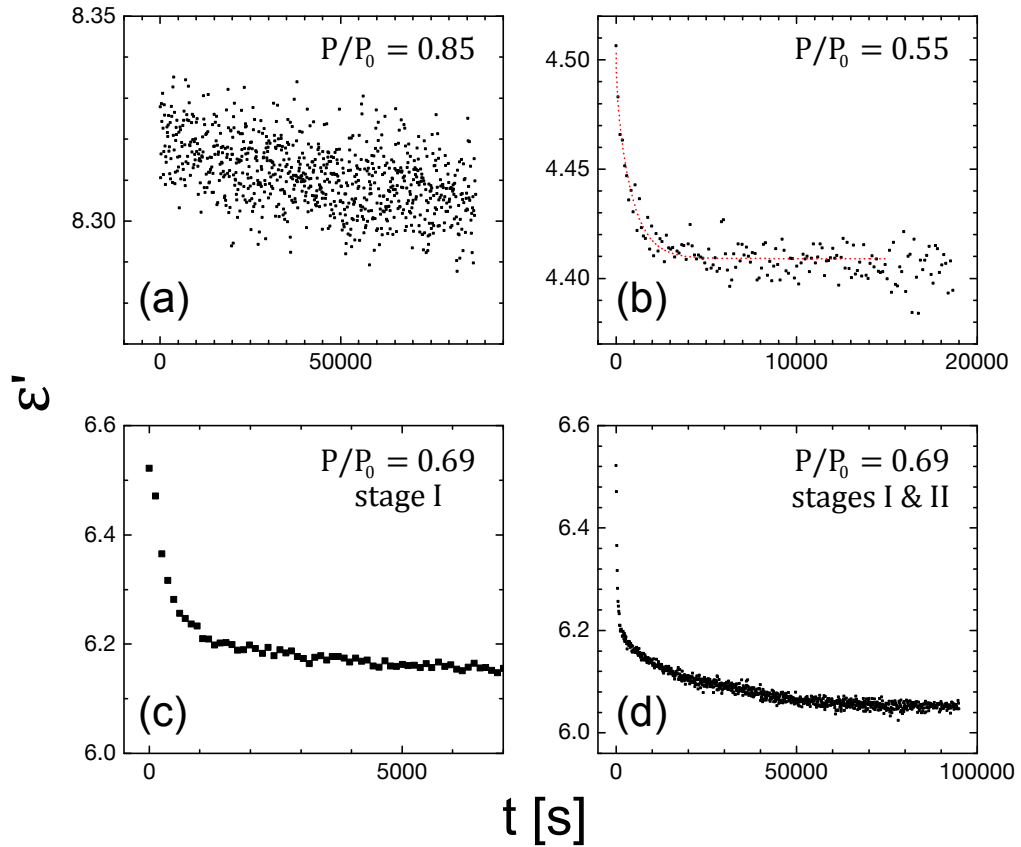 8.35
8.30
0
50000
P/P0 = 0.85
(a)
4.50
4.45
4.40
0
10000
20000
P/P0 = 0.55
(b)
ε'
6.6
6.4
6.2
6.0
0
5000
P/P0 = 0.69
stage I
(c)
6.6
6.4
6.2
6.0
0
50000
100000
P/P0 = 0.69
stages I & II
(d)
t [s]